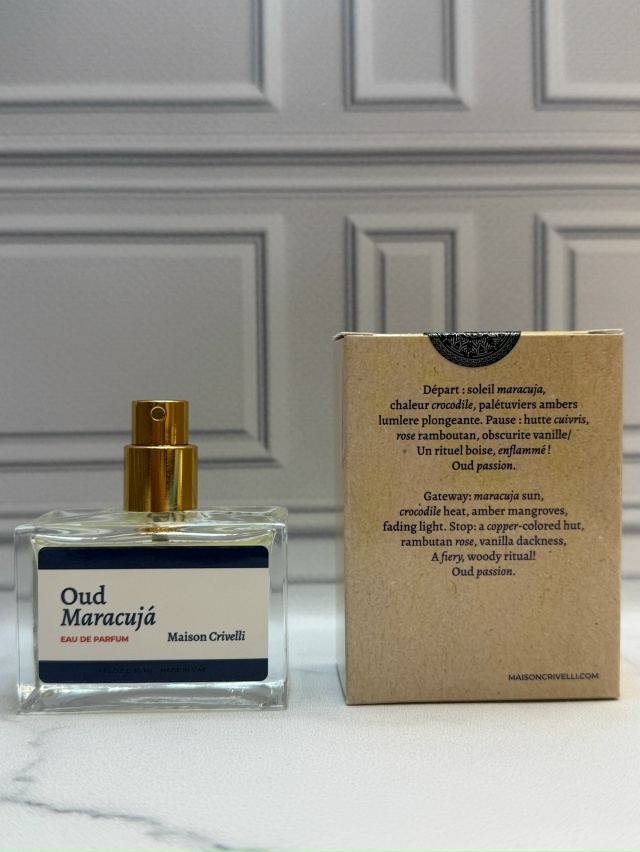 Oud
Maracujá
EAU DE PARFUM
Maison Crivelli
Départ : soleil maracuja,
chaleur crocodile, palétuviers ambers
lumlere plongeante. Pause : hutte cuivris,
rose ramboutan, obscurite vanille/
Un rituel boise, enflammé !
Oud passion.
Gateway: maracuja sun,
crocodile heat, amber mangroves,
fading light. Stop: a copper-colored hut,
rambutan rose, vanilla dackness,
A fiery, woody ritual!
Oud passion.
MAISONCRIVELLI.COM